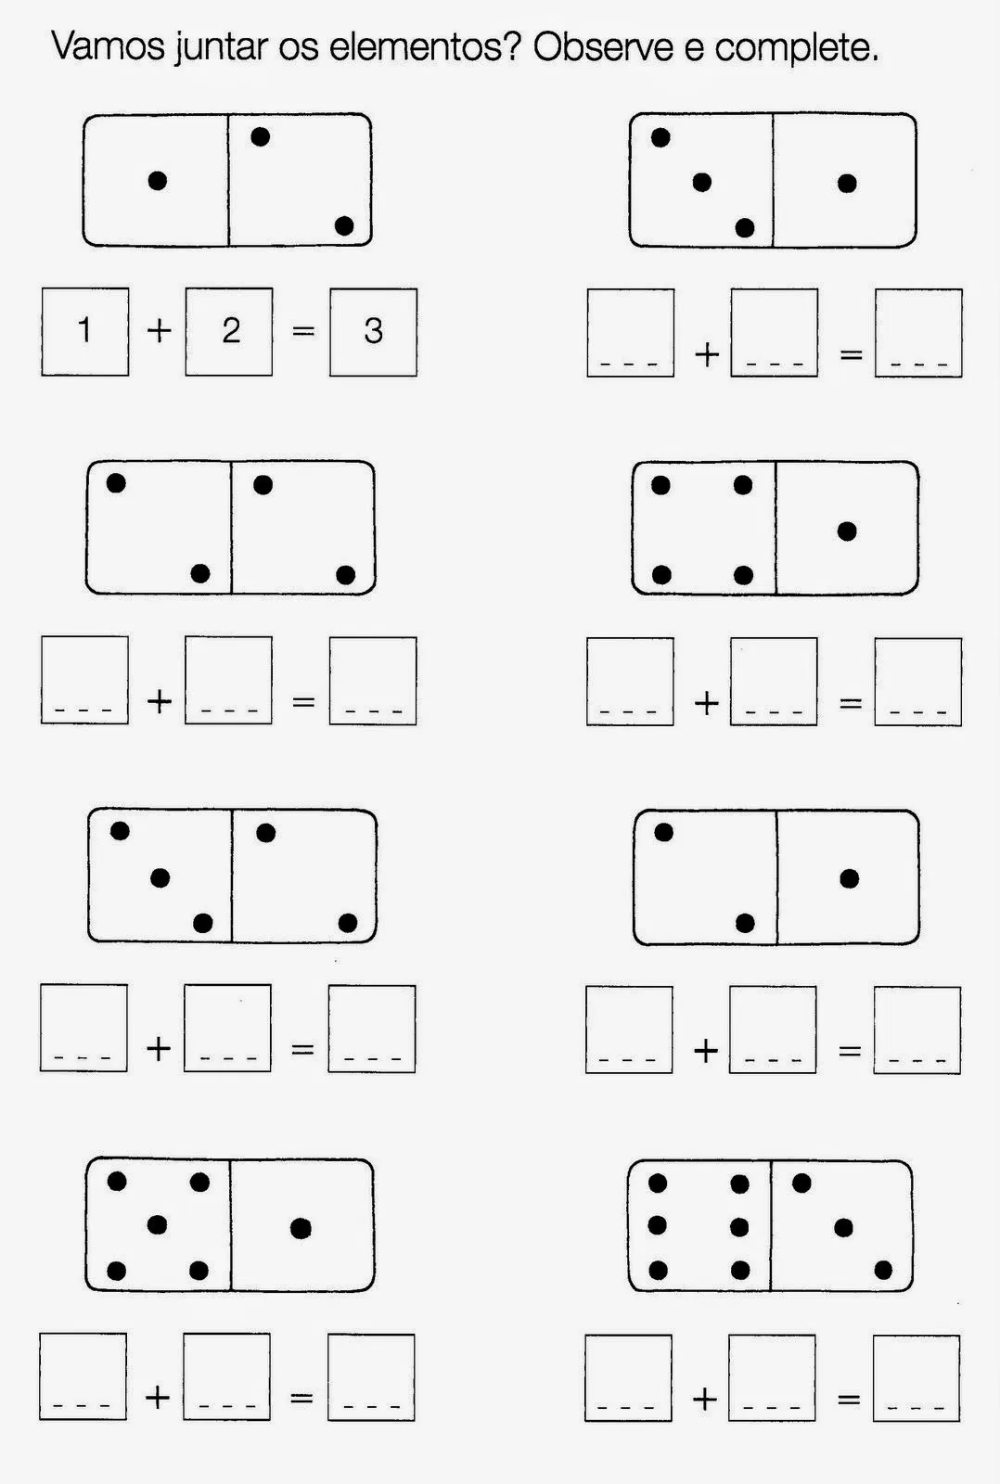 Vamos juntar os elementos? Observe e complete.
1 + 2 = 3
_ _ _ + _ _ _ = _ _ _
_ _ _ + _ _ _ = _ _ _
_ _ _ + _ _ _ = _ _ _
_ _ _ + _ _ _ = _ _ _
_ _ _ + _ _ _ = _ _ _
_ _ _ + _ _ _ = _ _ _
_ _ _ + _ _ _ = _ _ _